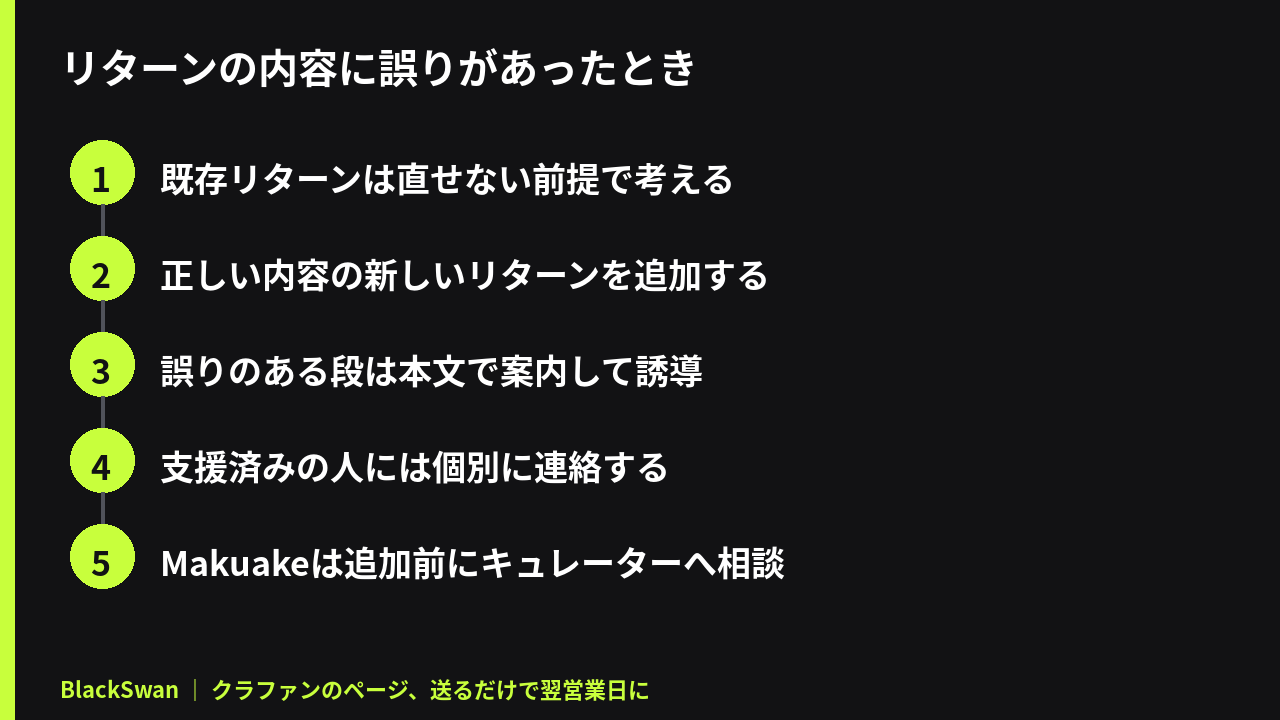 リターンの内容に誤りがあったとき
1 既存リターンは直せない前提で考える
2 正しい内容の新しいリターンを追加する
3 誤りのある段は本文で案内して誘導
4 支援済みの人には個別に連絡する
5 Makuakeは追加前にキュレーターへ相談
BlackSwan｜クラファンのページ、送るだけで翌営業日に